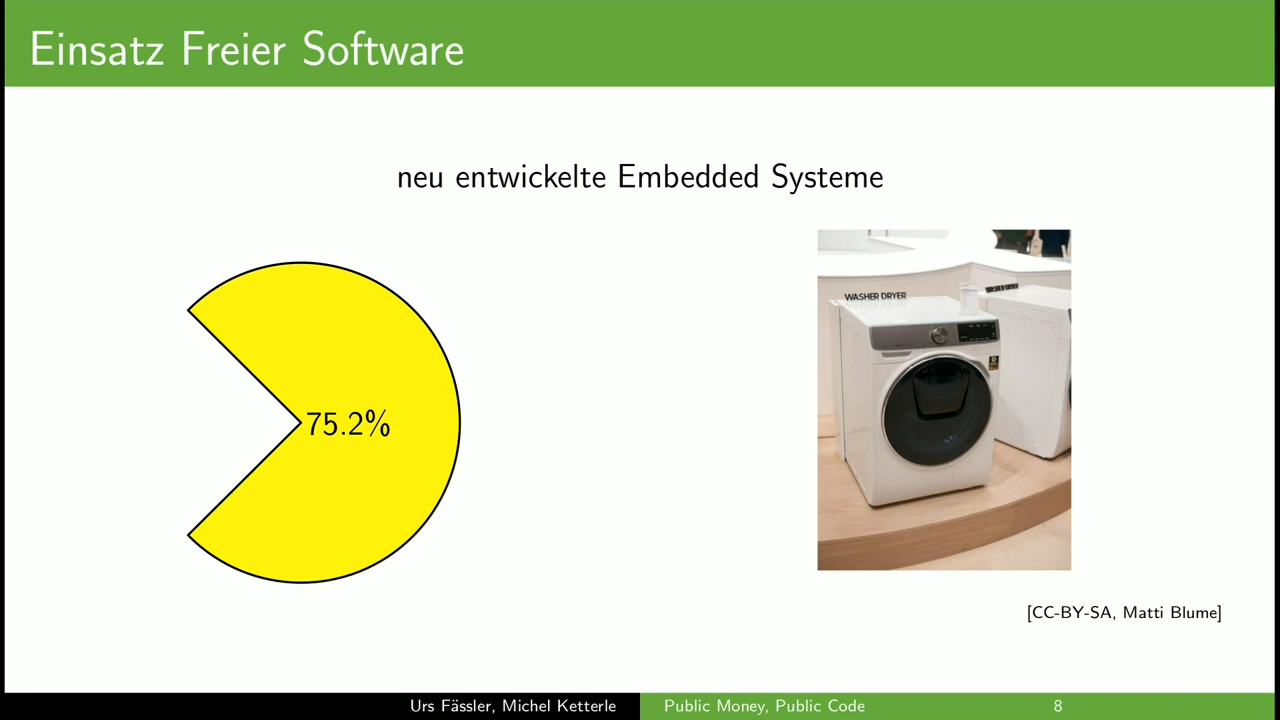 Einsatz Freier Software
neu entwickelte Embedded Systeme
75.2%
WASHER DRYER
[CC-BY-SA, Matti Blume]
Urs Fässler, Michel Ketterle
Public Money, Public Code
8